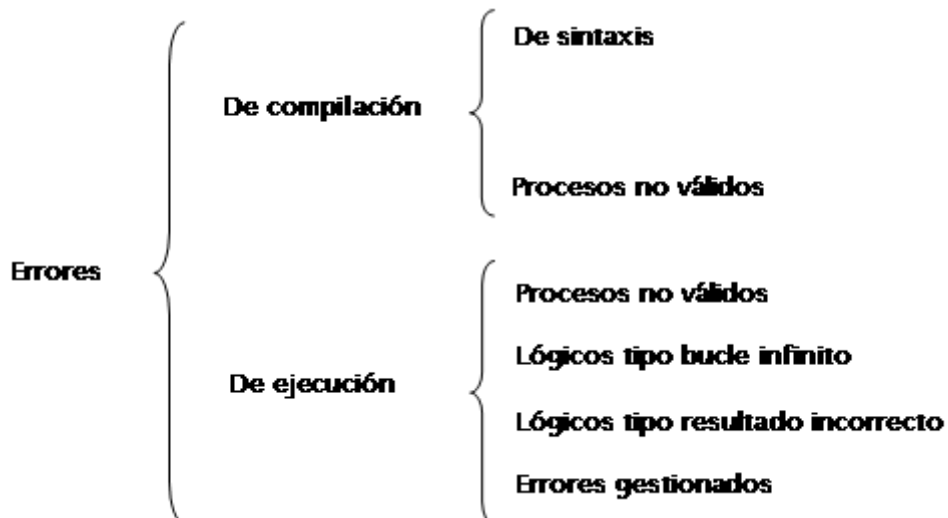 De sintaxis
De compilación
Procesos no válidos
Errores
Procesos no válidos
Lógicos tipo bucle infinito
De ejecución
Lógicos tipo resultado incorrecto
Errores gestionados